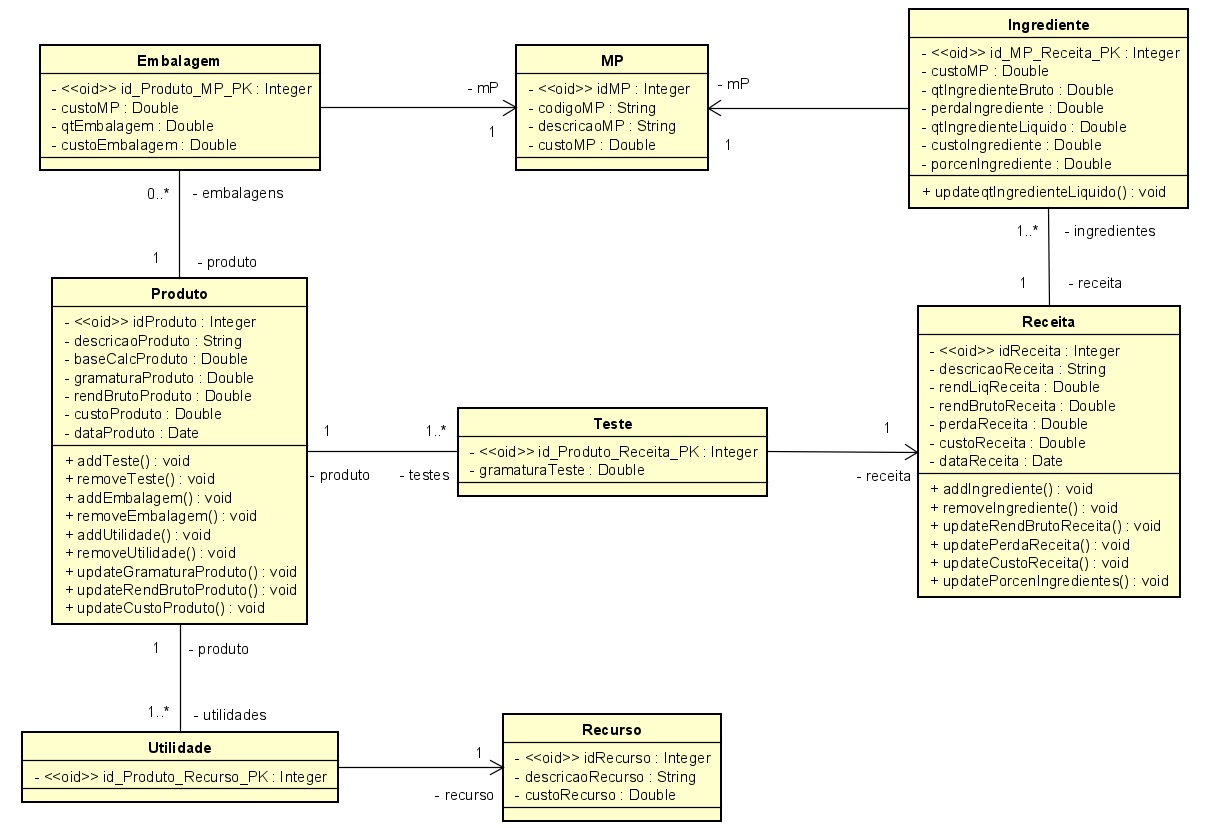 Embalagem
- <<oid>> id_Produto_MP_PK : Integer
- custoMP : Double
- qtEmbalagem : Double
- custoEmbalagem : Double
- mP
1
MP
- <<oid>> idMP : Integer
- codigoMP : String
- descricaoMP : String
- custoMP : Double
- mP
1
Ingrediente
- <<oid>> id_MP_Receita_PK : Integer
- custoMP : Double
- qtIngredienteBruto : Double
- perdaIngrediente : Double
- qtIngredienteLiquido : Double
- custoIngrediente : Double
- porcenIngrediente : Double
+ updateqtIngredienteLiquido() : void
0..*
- embalagens
1
- produto
1..*
- ingredientes
1
- receita
Produto
- <<oid>> idProduto : Integer
- descricaoProduto : String
- baseCalcProduto : Double
- gramaturaProduto : Double
- rendBrutoProduto : Double
- custoProduto : Double
- dataProduto : Date
+ addTeste() : void
+ removeTeste() : void
+ addEmbalagem() : void
+ removeEmbalagem() : void
+ addUtilidade() : void
+ removeUtilidade() : void
+ updateGramaturaProduto() : void
+ updateRendBrutoProduto() : void
+ updateCustoProduto() : void
1
- produto
1..*
- testes
Teste
- <<oid>> id_Produto_Receita_PK : Integer
- gramaturaTeste : Double
1
- receita
Receita
- <<oid>> idReceita : Integer
- descricaoReceita : String
- rendLiqReceita : Double
- rendBrutoReceita : Double
- perdaReceita : Double
- custoReceita : Double
- dataReceita : Date
+ addIngrediente() : void
+ removeIngrediente() : void
+ updateRendBrutoReceita() : void
+ updatePerdaReceita() : void
+ updateCustoReceita() : void
+ updatePorcenIngredientes() : void
1
- produto
1..*
- utilidades
Utilidade
- <<oid>> id_Produto_Recurso_PK : Integer
1
- recurso
Recurso
- <<oid>> idRecurso : Integer
- descricaoRecurso : String
- custoRecurso : Double